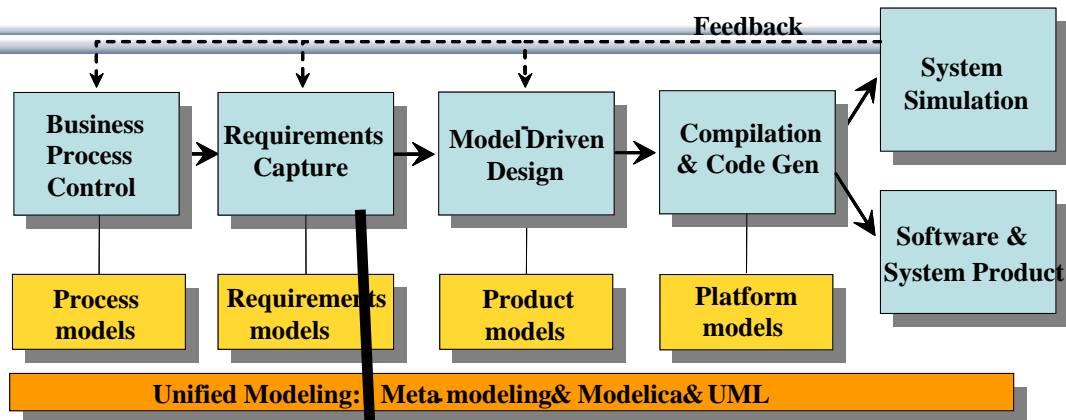 Feedback
System
Simulation
Business
Process
Control
Requirements
Capture
Model-Driven
Design
Compilation
& Code Gen
Software &
System Product
Process
models
Requirements
models
Product
models
Platform
models
Unified Modeling: Meta-modeling& Modelica& UML